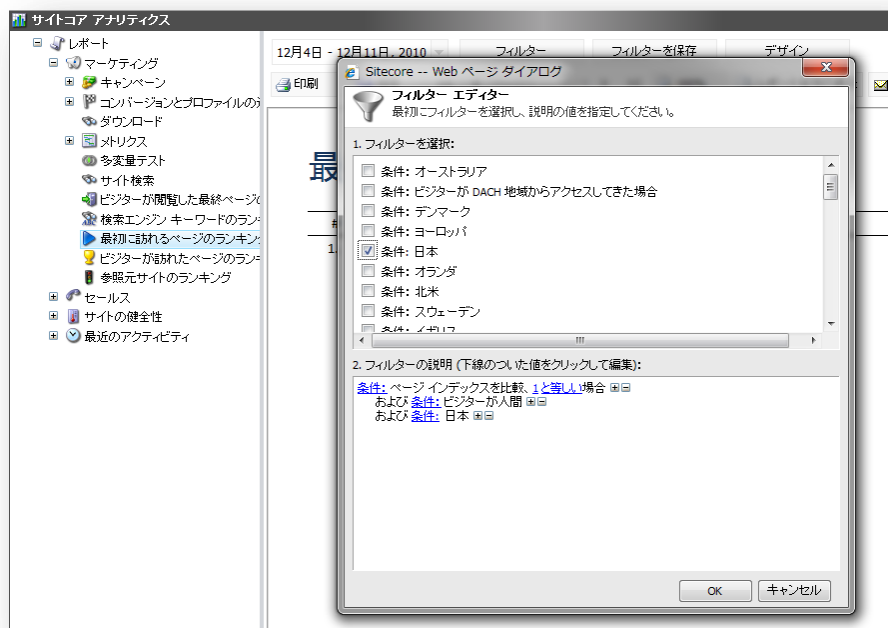 サイトコア アナリティクス
レポート
マーケティング
キャンペーン
コンバージョンとプロファイルの
ダウンロード
メトリクス
多変量テスト
サイト検索
ビジターが閲覧した最終ページの
検索エンジン キーワードのラン
最初に訪れるページのランキン
ビジターが訪れたページのラン
参照元サイトのランキング
セールス
サイトの健全性
最近のアクティビティ
12月4日 - 12月11日, 2010
フィルター
フィルターを保存
デザイン
印刷
最
#
1.
Sitecore -- Web ページ ダイアログ
フィルター エディター
最初にフィルターを選択し、説明の値を指定してください。
1. フィルターを選択:
条件: オーストラリア
条件: ビジターが DACH 地域からアクセスしてきた場合
条件: デンマーク
条件: ヨーロッパ
条件: 日本
条件: オランダ
条件: 北米
条件: スウェーデン
条件: イギリス
2. フィルターの説明 (下線のついた値をクリックして編集):
条件: ページ インデックスを比較、1と等しい場合
および 条件: ビジターが人間
および 条件: 日本
OK
キャンセル